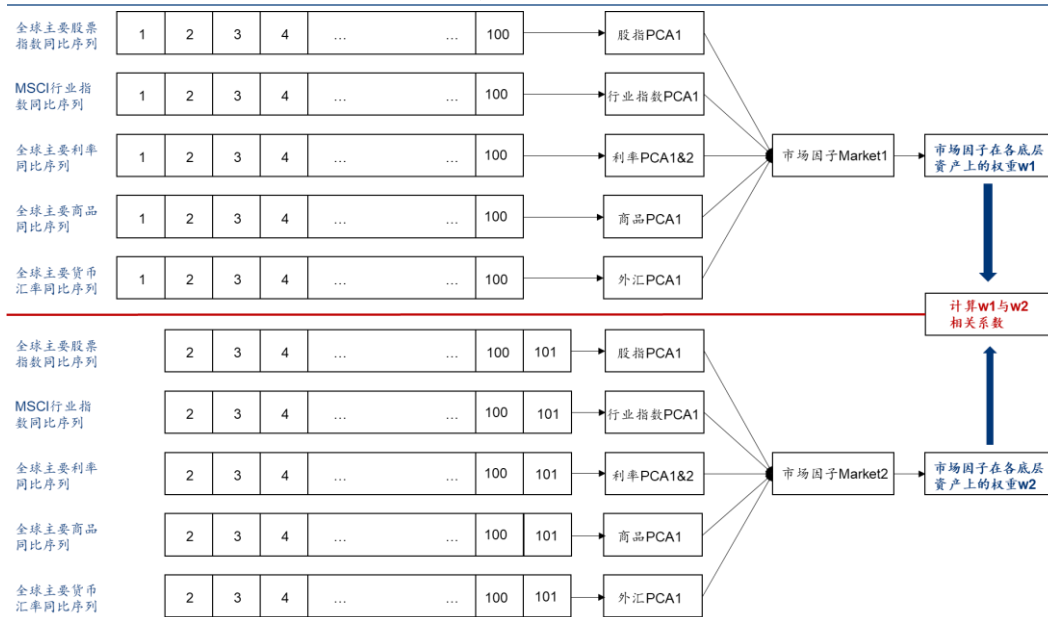 全球主要股票
指数同比序列
1 2 3 4 … … 100
股指PCA1
MSCI行业指
数同比序列
1 2 3 4 … … 100
行业指数PCA1
全球主要利率
同比序列
1 2 3 4 … … 100
利率PCA1&2
市场因子Market1
市场因子在各底层
资产上的权重w1
全球主要商品
同比序列
1 2 3 4 … … 100
商品PCA1
全球主要货币
汇率同比序列
1 2 3 4 … … 100
外汇PCA1
计算w1与w2
相关系数
全球主要股票
指数同比序列
2 3 4 … … 100 101
股指PCA1
MSCI行业指
数同比序列
2 3 4 … … 100 101
行业指数PCA1
全球主要利率
同比序列
2 3 4 … … 100 101
利率PCA1&2
市场因子Market2
市场因子在各底层
资产上的权重w2
全球主要商品
同比序列
2 3 4 … … 100 101
商品PCA1
全球主要货币
汇率同比序列
2 3 4 … … 100 101
外汇PCA1